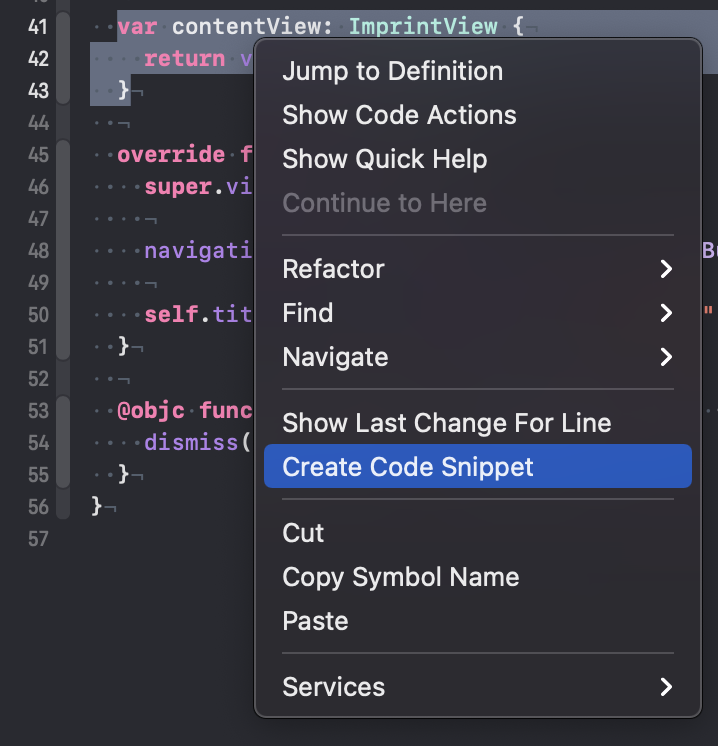 41 var contentView: ImprintView {
42 return v
43 }
44
45 override f
46 super.vi
47
48 navigati Bu
49
50 self.tit "
51 }
52
53 @objc func
54 dismiss(
55 }
56 }
57
Jump to Definition
Show Code Actions
Show Quick Help
Continue to Here
Refactor
Find
Navigate
Show Last Change For Line
Create Code Snippet
Cut
Copy Symbol Name
Paste
Services